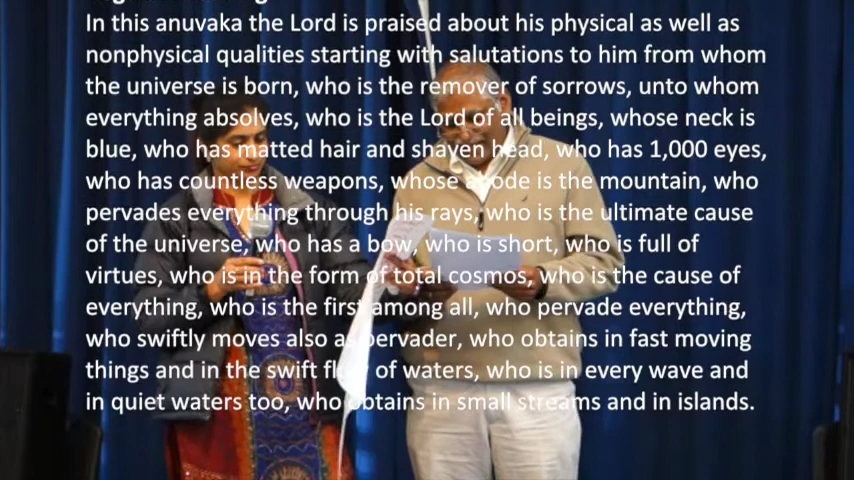 In this anuvaka the Lord is praised about his physical as well as
nonphysical qualities starting with salutations to him from whom
the universe is born, who is the remover of sorrows, unto whom
everything absolves, who is the Lord of all beings, whose neck is
blue, who has matted hair and shaven head, who has 1,000 eyes,
who has countless weapons, whose abode is the mountain, who
pervades everything through his rays, who is the ultimate cause
of the universe, who has a bow, who is short, who is full of
virtues, who is in the form of total cosmos, who is the cause of
everything, who is the first among all, who pervade everything,
who swiftly moves also as pervader, who obtains in fast moving
things and in the swift flow of waters, who is in every wave and
in quiet waters too, who obtains in small streams and in islands.